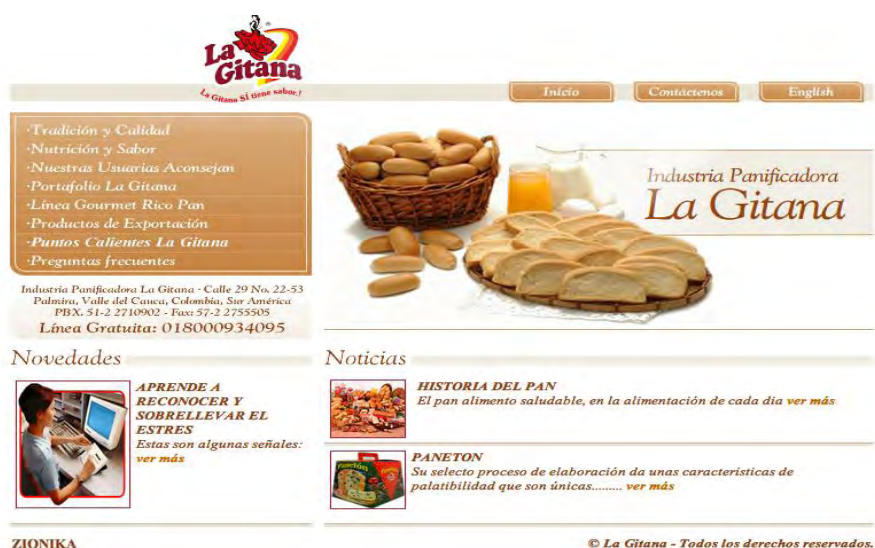 La
Gitana
La Gitana SÍ tiene sabor.!
Inicio
Contáctenos
English
·Tradición y Calidad
·Nutrición y Sabor
·Nuestras Usuarias Aconsejan
·Portafolio La Gitana
·Línea Gourmet Rico Pan
·Productos de Exportación
·Puntos Calientes La Gitana
·Preguntas frecuentes
Industria Panificadora
La Gitana
Industria Panificadora La Gitana · Calle 29 No. 22-53
Palmira, Valle del Cauca, Colombia, Sur América
PBX. 51-2 2710902 - Fax: 57-2 2755505
Línea Gratuita: 018000934095
Novedades
APRENDE A
RECONOCER Y
SOBRELLEVAR EL
ESTRES
Estas son algunas señales:
ver más
Noticias
HISTORIA DEL PAN
El pan alimento saludable, en la alimentación de cada dia ver más
PANETON
Su selecto proceso de elaboración da unas características de
palatibilidad que son únicas......... ver más
ZIONIKA
© La Gitana - Todos los derechos reservados.